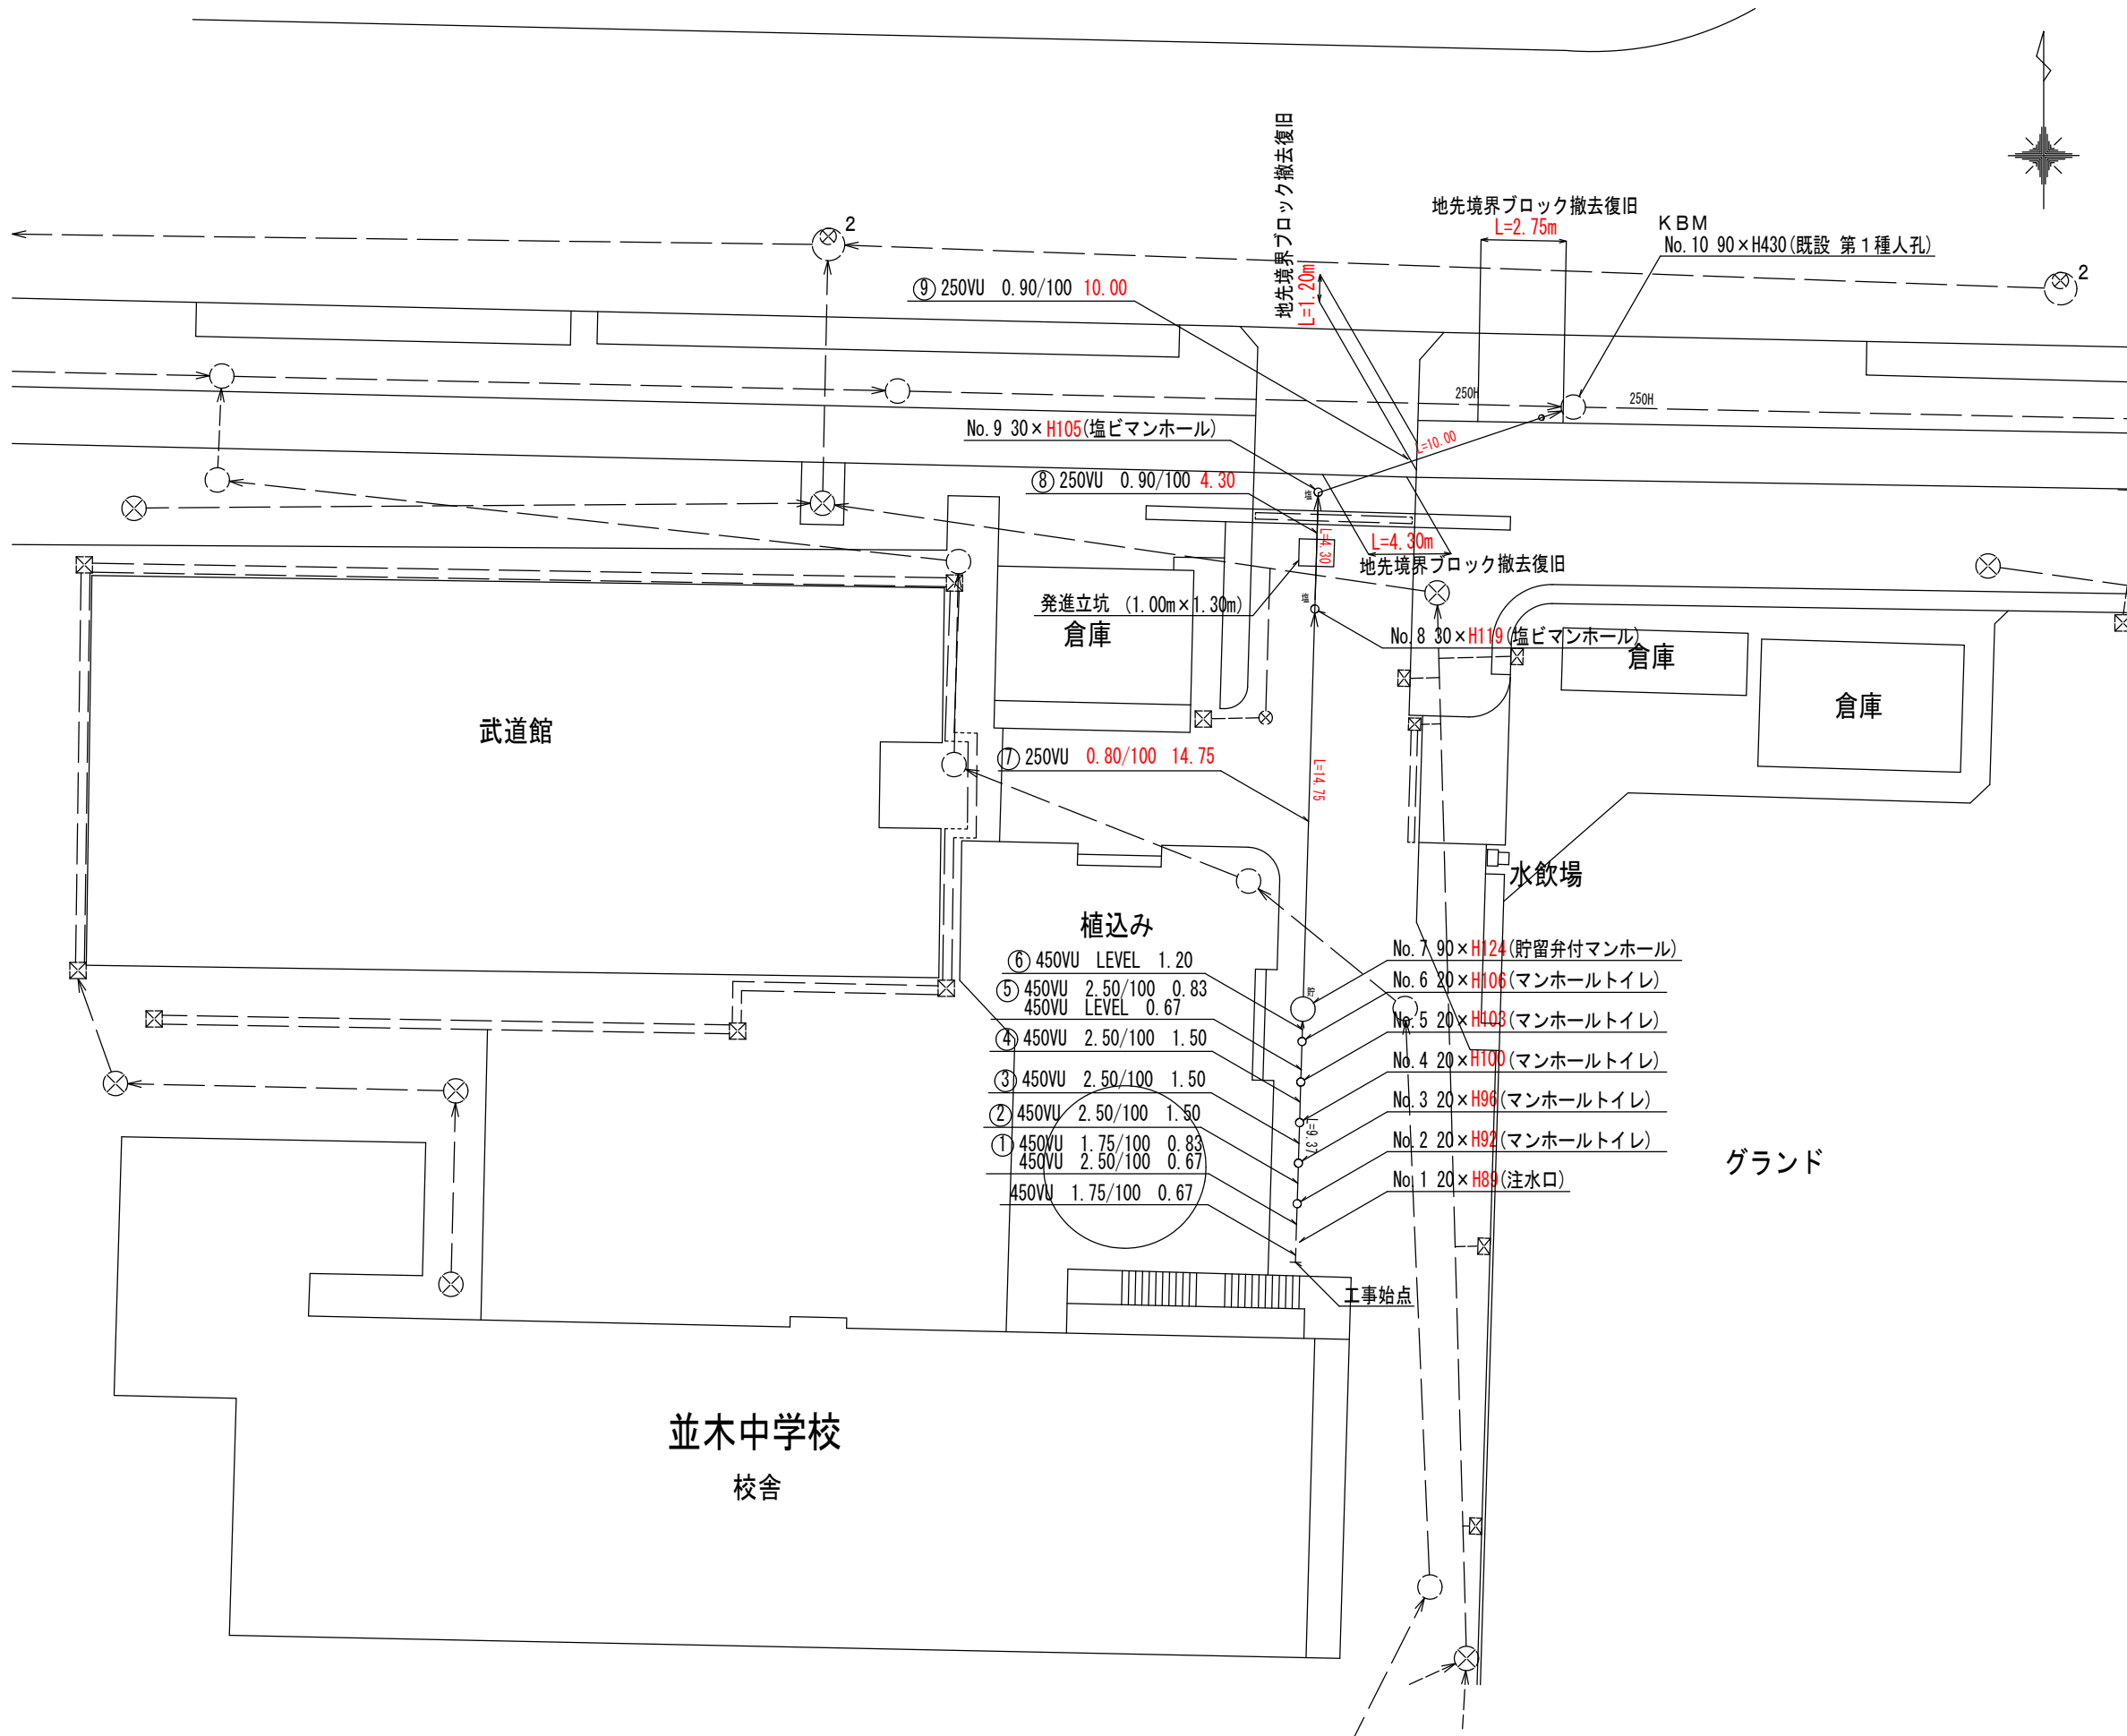 地先境界ブロック撤去復旧
L=1.20m
地先境界ブロック撤去復旧
L=2.75m
KBM
No.10 90×H430(既設 第1種人孔)
2
2
⑨ 250VU 0.90/100 10.00
250H
250H
No.9 30×H105(塩ビマンホール)
L=10.00
⑧ 250VU 0.90/100 4.30
塩
L=4.30
L=4.30m
地先境界ブロック撤去復旧
発進立坑 (1.00m×1.30m)
塩
倉庫
No.8 30×H119(塩ビマンホール)
倉庫
倉庫
武道館
⑦ 250VU 0.80/100 14.75
L=14.75
水飲場
植込み
⑥ 450VU LEVEL 1.20
⑤ 450VU 2.50/100 0.83
450VU LEVEL 0.67
④ 450VU 2.50/100 1.50
③ 450VU 2.50/100 1.50
② 450VU 2.50/100 1.50
① 450VU 1.75/100 0.83
450VU 2.50/100 0.67
450VU 1.75/100 0.67
No.7 90×H124(貯留弁付マンホール)
No.6 20×H106(マンホールトイレ)
No.5 20×H103(マンホールトイレ)
No.4 20×H100(マンホールトイレ)
No.3 20×H96(マンホールトイレ)
No.2 20×H92(マンホールトイレ)
No.1 20×H89(注水口)
L=9.37
グランド
工事始点
並木中学校
校舎